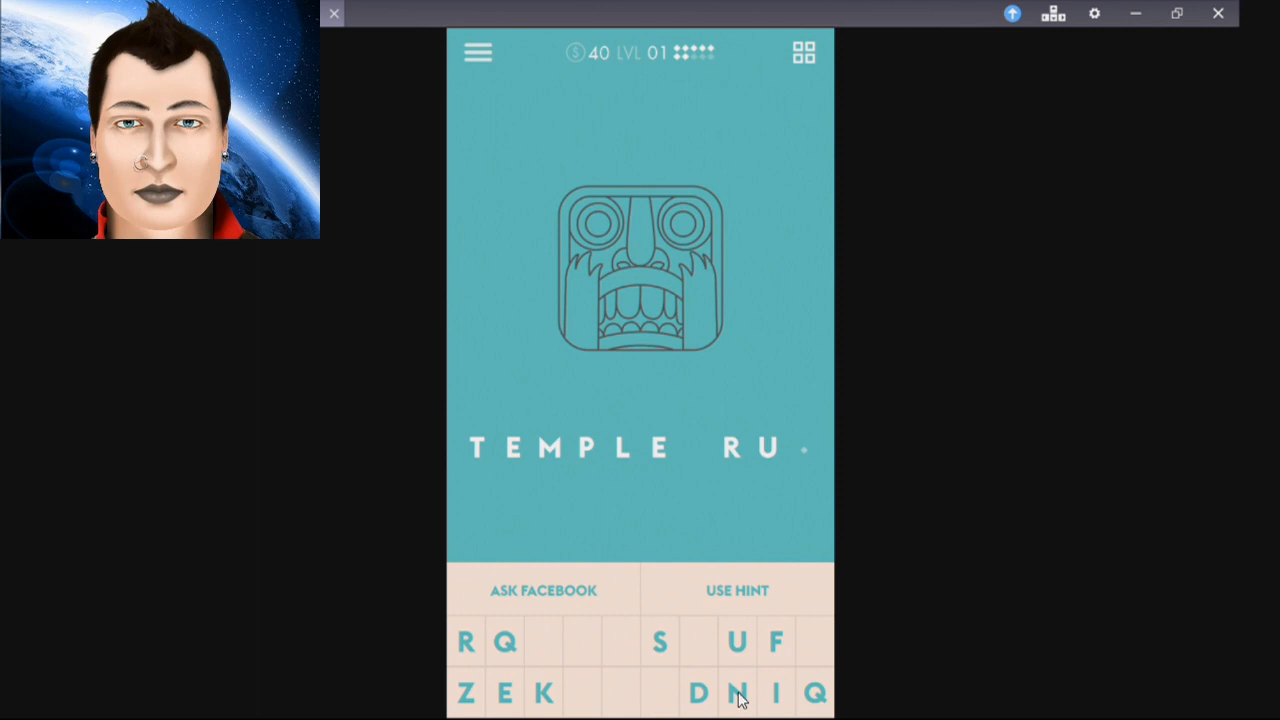 S 40 LVL 01
TEMPLE RU
ASK FACEBOOK USE HINT
R Q S U F
Z E K D N I Q